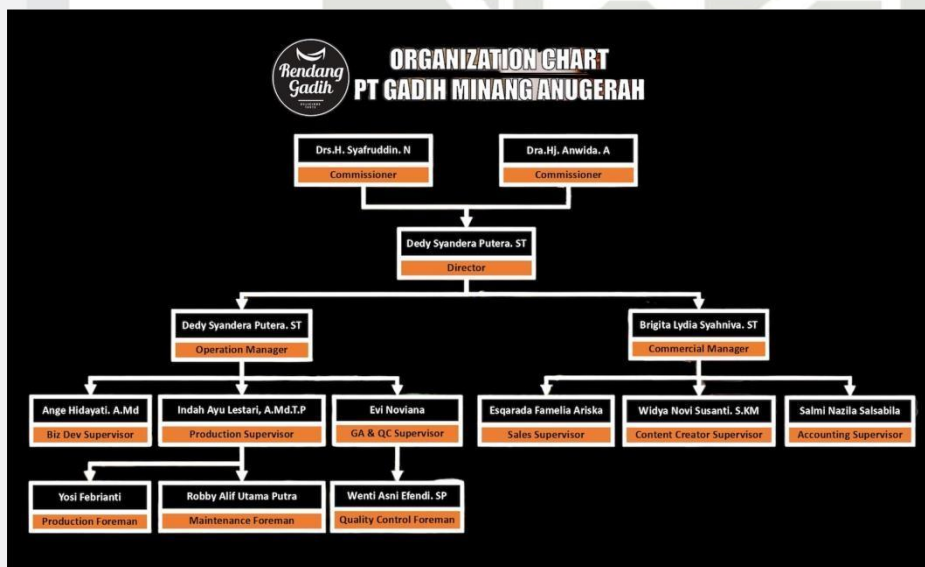 Rendang
Gadih
ORGANIZATION CHART
PT GADIH MINANG ANUGERAH
Drs.H. Syafruddin. N
Commissioner
Dra.Hj. Anwida. A
Commissioner
Dedy Syandera Putera. ST
Director
Dedy Syandera Putera. ST
Operation Manager
Brigita Lydia Syahniva. ST
Commercial Manager
Ange Hidayati. A.Md
Biz Dev Supervisor
Indah Ayu Lestari, A.Md.T.P
Production Supervisor
Evi Noviana
GA & QC Supervisor
Esqarada Famelia Ariska
Sales Supervisor
Widya Novi Susanti. S.KM
Content Creator Supervisor
Salmi Nazila Salsabila
Accounting Supervisor
Yosi Febrianti
Production Foreman
Robby Alif Utama Putra
Maintenance Foreman
Wenti Asni Efendi. SP
Quality Control Foreman